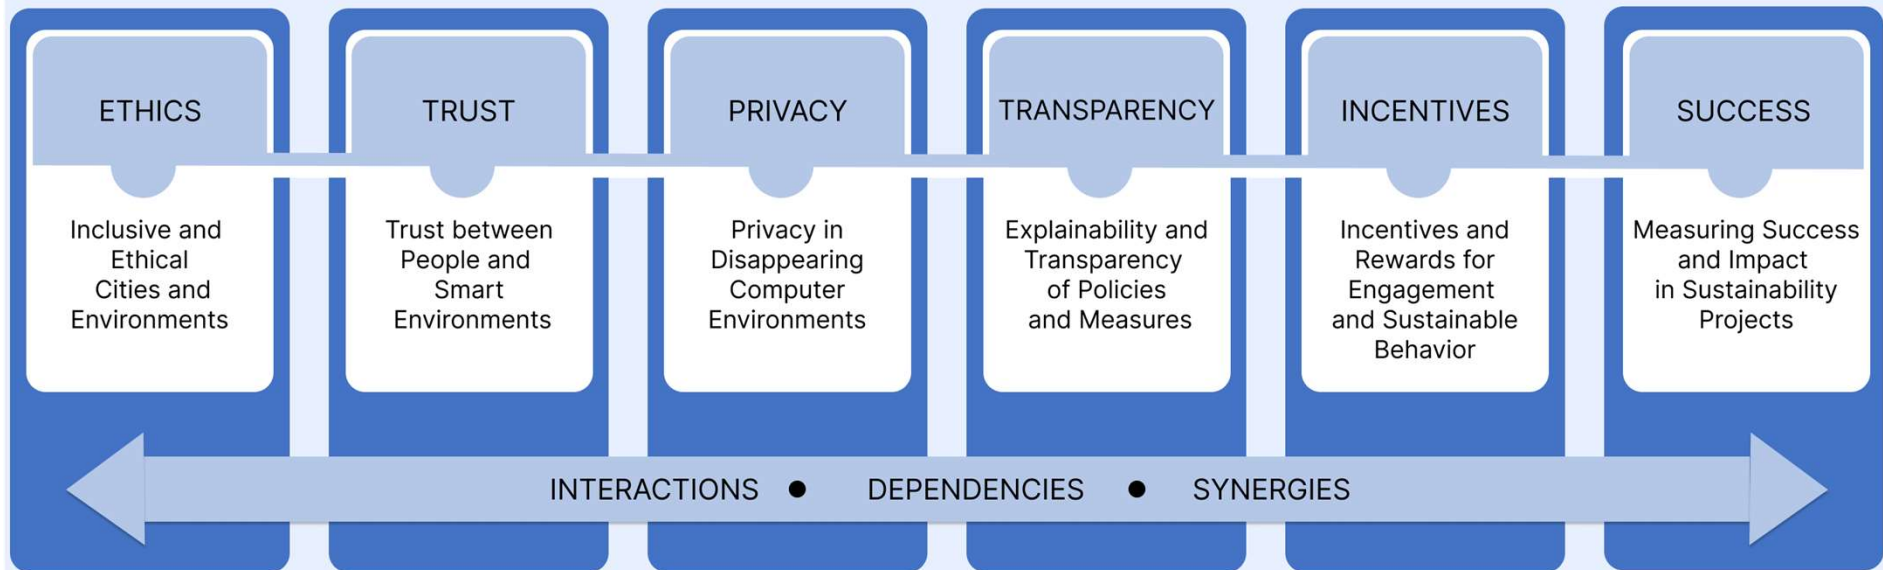 ETHICS
Inclusive and
Ethical
Cities and
Environments
TRUST
Trust between
People and
Smart
Environments
PRIVACY
Privacy in
Disappearing
Computer
Environments
TRANSPARENCY
Explainability and
Transparency
of Policies
and Measures
INCENTIVES
Incentives and
Rewards for
Engagement
and Sustainable
Behavior
SUCCESS
Measuring Success
and Impact
in Sustainability
Projects
INTERACTIONS ● DEPENDENCIES ● SYNERGIES